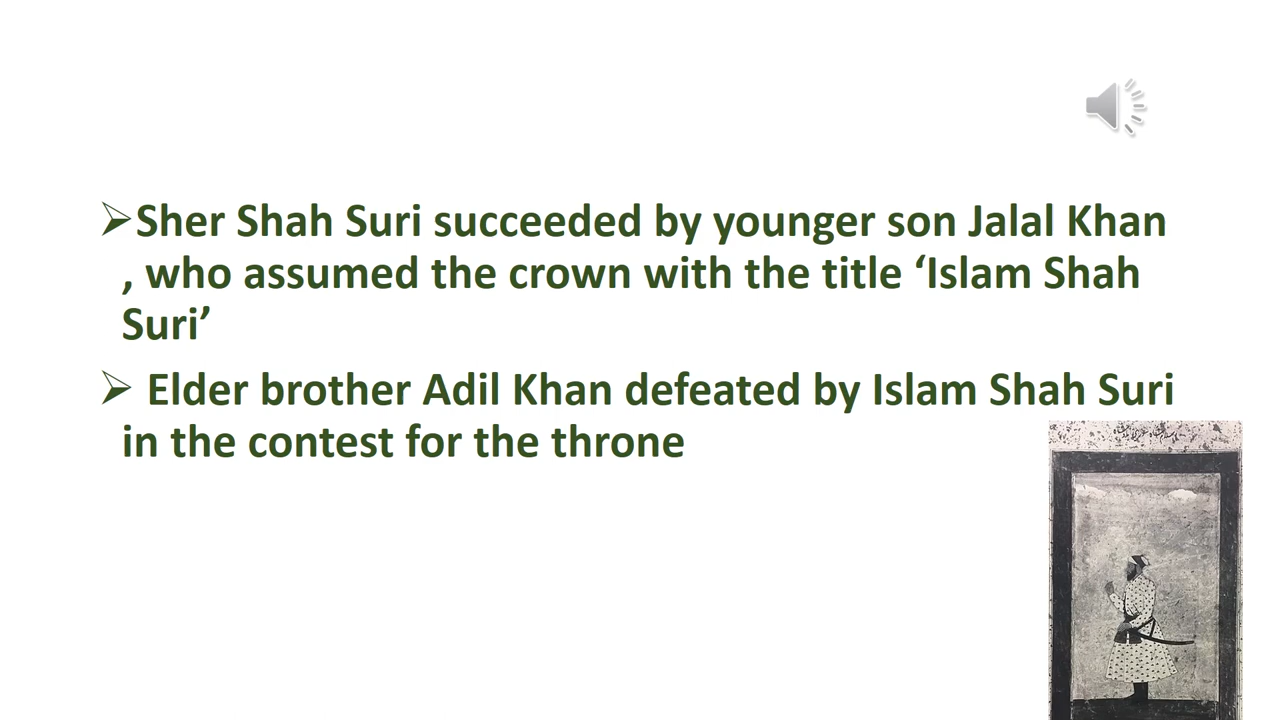 ➢Sher Shah Suri succeeded by younger son Jalal Khan
, who assumed the crown with the title ‘Islam Shah
Suri’
➢ Elder brother Adil Khan defeated by Islam Shah Suri
in the contest for the throne